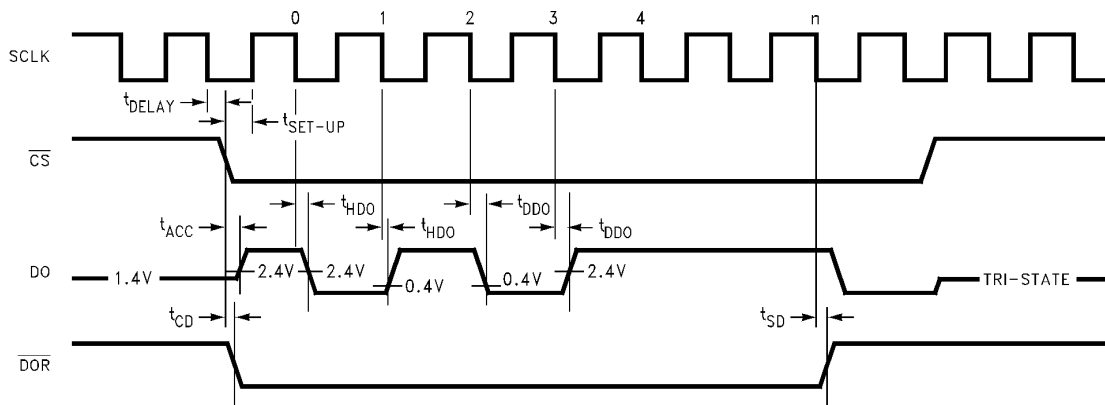 0 1 2 3 4 n
SCLK
tDELAY
tSET-UP
CS
tHDO tDDO
tACC tHDO tDDO
DO 1.4V 2.4V 2.4V 0.4V 0.4V 2.4V TRI-STATE
tCD tSD
DOR